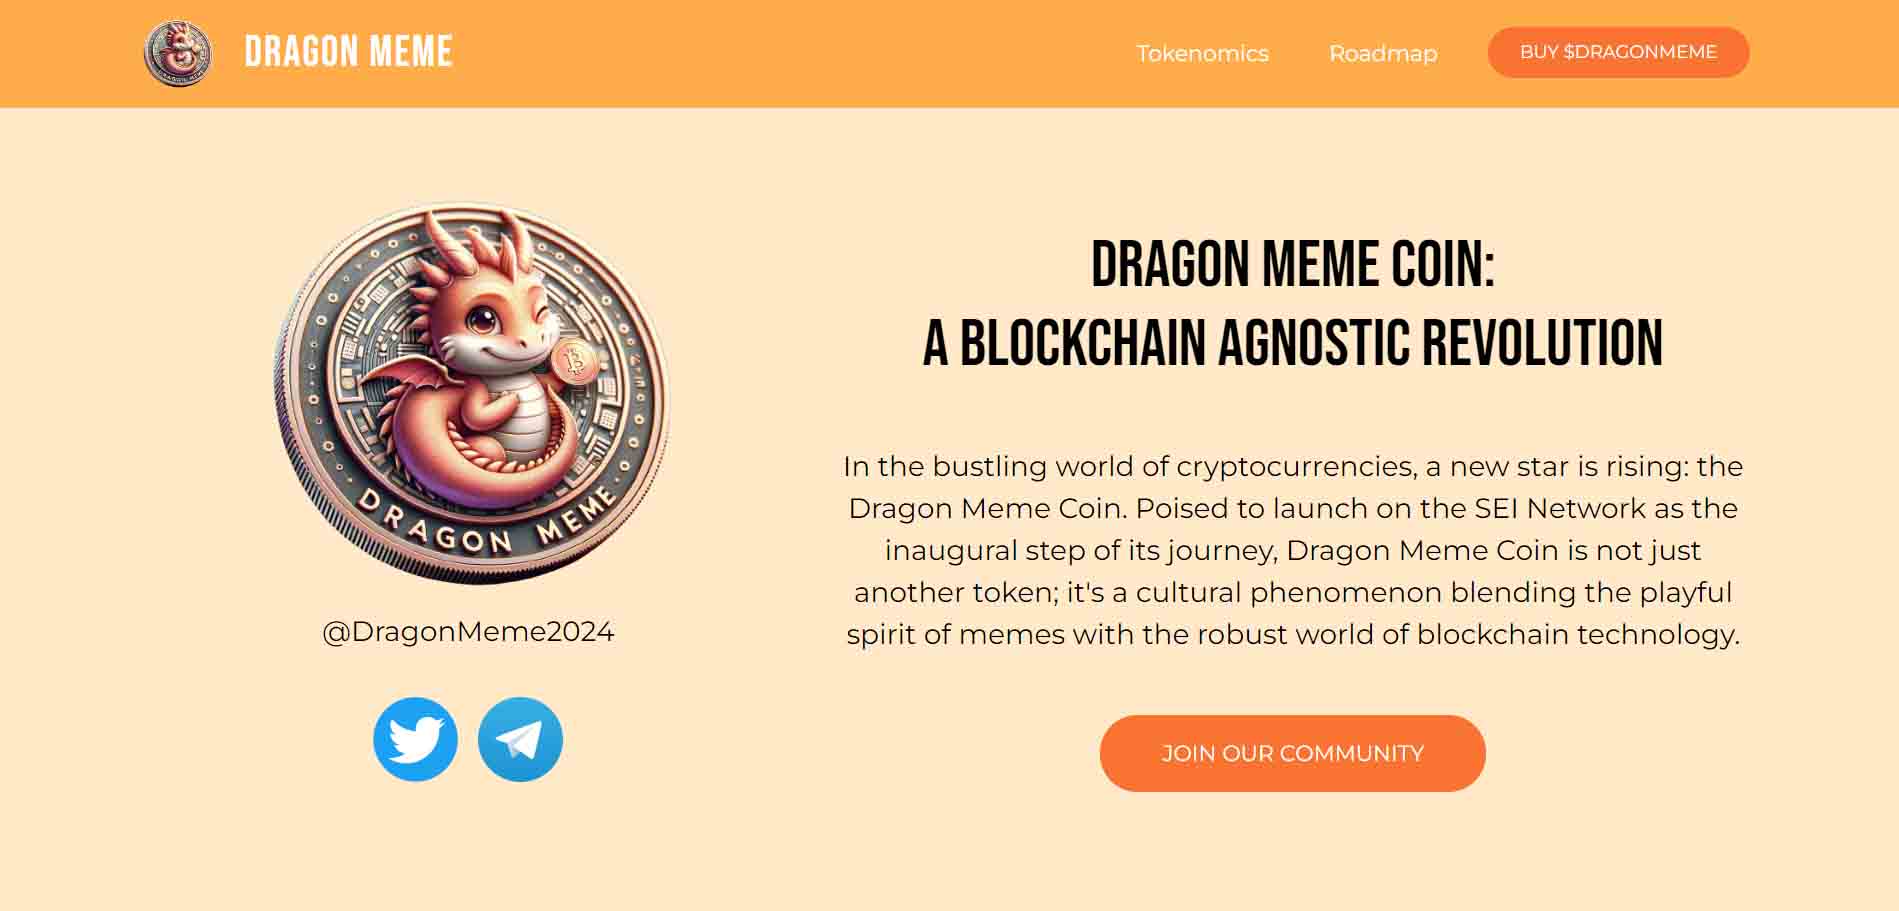 DRAGON MEME
Tokenomics
Roadmap
BUY $DRAGONMEME
DRAGON MEME
@DragonMeme2024
DRAGON MEME COIN:
A BLOCKCHAIN AGNOSTIC REVOLUTION
In the bustling world of cryptocurrencies, a new star is rising: the
Dragon Meme Coin. Poised to launch on the SEI Network as the
inaugural step of its journey, Dragon Meme Coin is not just
another token; it's a cultural phenomenon blending the playful
spirit of memes with the robust world of blockchain technology.
JOIN OUR COMMUNITY